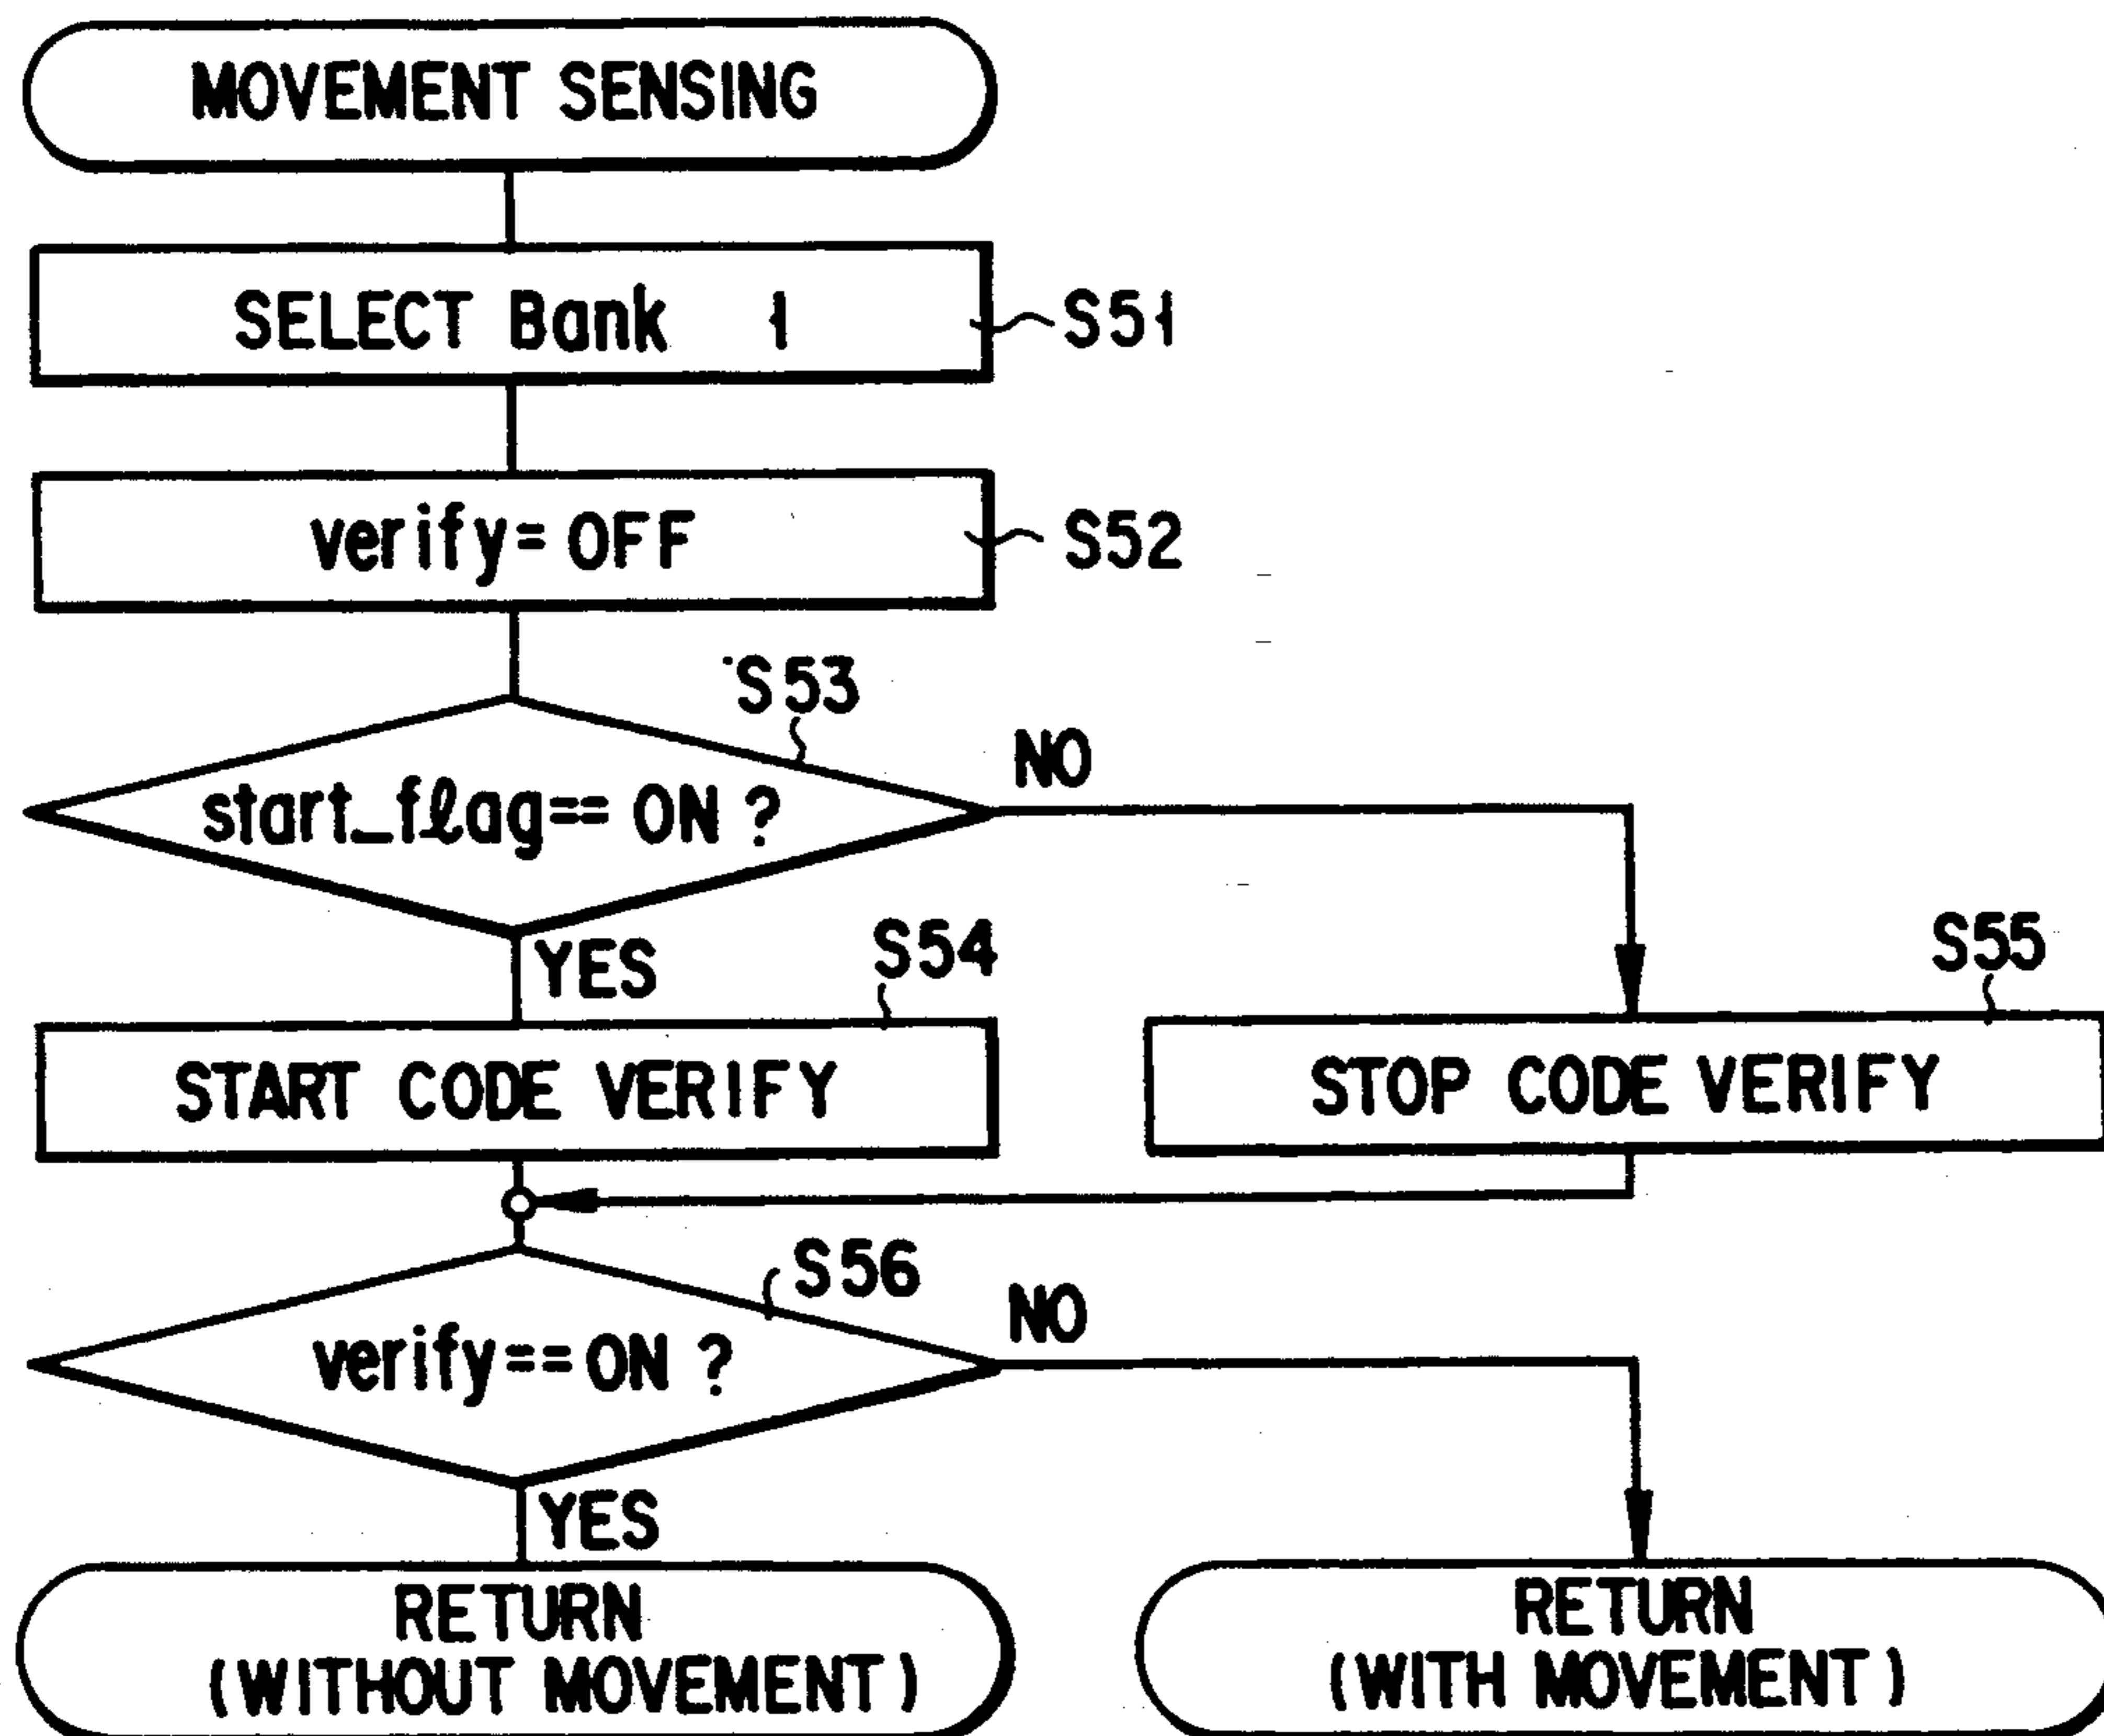 MOVEMENT SENSING
SELECT Bank 1
S51
verify=OFF
S52
S53
start_flag==ON ?
NO
YES
S54
START CODE VERIFY
S55
STOP CODE VERIFY
S56
verify==ON ?
NO
YES
RETURN
(WITHOUT MOVEMENT)
RETURN
(WITH MOVEMENT)